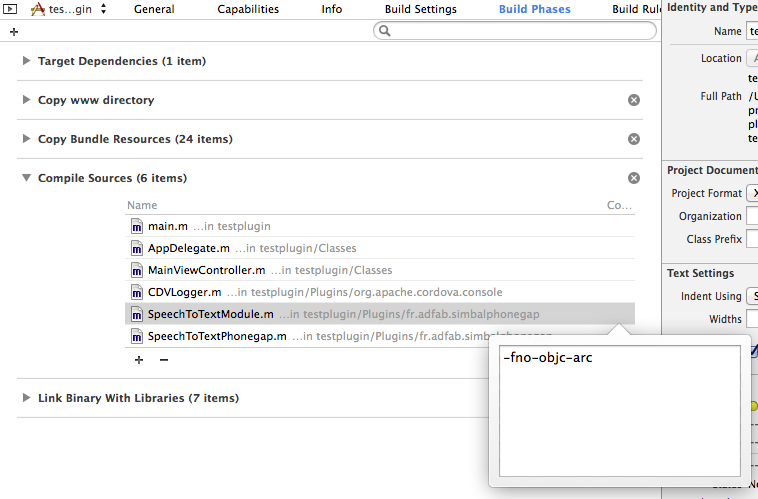 tes...gin
General
Capabilities
Info
Build Settings
Build Phases
Build Rule
+
Target Dependencies (1 item)
Copy www directory
Copy Bundle Resources (24 items)
Compile Sources (6 items)
Name Co...
main.m ...in testplugin
AppDelegate.m ...in testplugin/Classes
MainViewController.m ...in testplugin/Classes
CDVLogger.m ...in testplugin/Plugins/org.apache.cordova.console
SpeechToTextModule.m ...in testplugin/Plugins/fr.adfab.simbalphonegap
SpeechToTextPhonegap.m ...in testplugin/Plugins/fr.adfab.simbalphonegap
+ −
-fno-objc-arc
Link Binary With Libraries (7 items)
Identity and Type
Name te
Location A
te
Full Path /U
pr
pl
te
Project Document
Project Format X
Organization
Class Prefix
Text Settings
Indent Using S
Widths